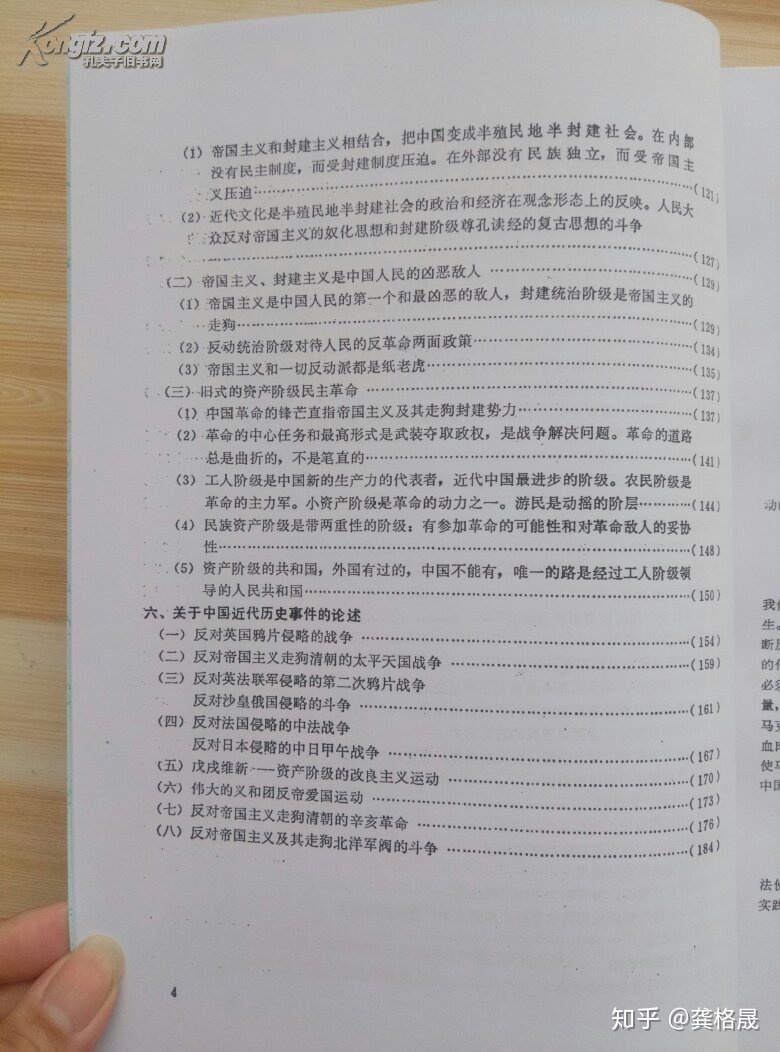 Kongfz.com
孔夫子旧书网
（1）帝国主义和封建主义相结合，把中国变成半殖民地半封建社会。在内部
没有民主制度，而受封建制度压迫。在外部没有民族独立，而受帝国主
义压迫……(121)
（2）近代文化是半殖民地半封建社会的政治和经济在观念形态上的反映。人民大
众反对帝国主义的奴化思想和封建阶级尊孔读经的复古思想的斗争
……(127)
（二）帝国主义、封建主义是中国人民的凶恶敌人……(129)
（1）帝国主义是中国人民的第一个和最凶恶的敌人，封建统治阶级是帝国主义的
走狗……(129)
（2）反动统治阶级对待人民的反革命两面政策……(134)
（3）帝国主义和一切反动派都是纸老虎……(135)
（三）旧式的资产阶级民主革命……(137)
（1）中国革命的锋芒直指帝国主义及其走狗封建势力……(137)
（2）革命的中心任务和最高形式是武装夺取政权，是战争解决问题。革命的道路
总是曲折的，不是笔直的……(141)
（3）工人阶级是中国新的生产力的代表者，近代中国最进步的阶级。农民阶级是
革命的主力军。小资产阶级是革命的动力之一。游民是动摇的阶层……(144)
（4）民族资产阶级是带两重性的阶级：有参加革命的可能性和对革命敌人的妥协
性……(148)
（5）资产阶级的共和国，外国有过的，中国不能有，唯一的路是经过工人阶级领
导的人民共和国……(150)
六、关于中国近代历史事件的论述
（一）反对英国鸦片侵略的战争……(154)
（二）反对帝国主义走狗清朝的太平天国战争……(159)
（三）反对英法联军侵略的第二次鸦片战争
反对沙皇俄国侵略的斗争……(161)
（四）反对法国侵略的中法战争
反对日本侵略的中日甲午战争……(167)
（五）戊戌维新——资产阶级的改良主义运动……(170)
（六）伟大的义和团反帝爱国运动……(173)
（七）反对帝国主义走狗清朝的辛亥革命……(176)
（八）反对帝国主义及其走狗北洋军阀的斗争……(184)
4
动的
我们
生。
断压
的作
必须
量，
马克
血肉
使马
中国
法使
实践
知乎 @龚格晟